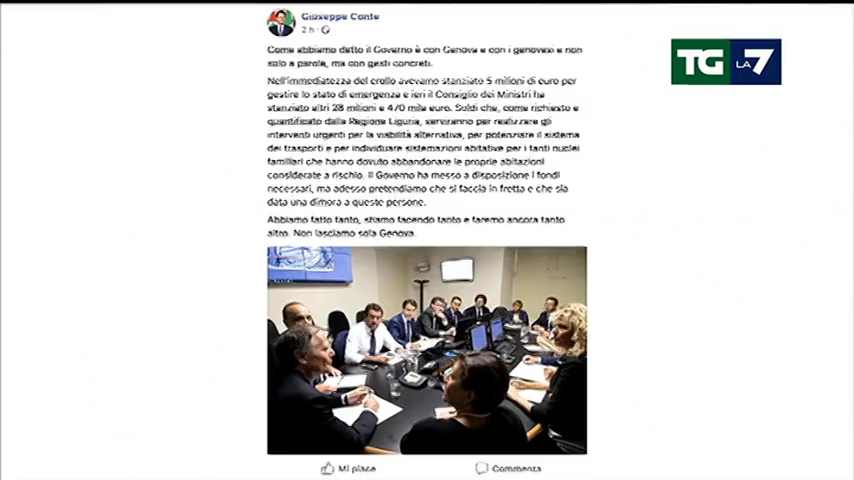 Giuseppe Conte
2 h
TG LA 7
Come abbiamo detto il Governo è con Genova e con i genovesi e non
solo a parola, ma con gesti concreti.
Nell'immediatezza del crollo avevamo stanziato 5 milioni di euro per
gestire lo stato di emergenza e ieri il Consiglio dei Ministri ha
stanziato altri 28 milioni e 470 mila euro. Soldi che, come richiesto e
quantificato dalla Regione Liguria, serviranno per realizzare gli
interventi urgenti per la viabilità alternativa, per potenziare il sistema
dei trasporti e per individuare sistemazioni abitative per i tanti nuclei
familiari che hanno dovuto abbandonare le proprie abitazioni
considerate a rischio. Il Governo ha messo a disposizione i fondi
necessari, ma adesso pretendiamo che si faccia in fretta e che sia
data una dimora a queste persone.
Abbiamo fatto tanto, stiamo facendo tanto e faremo ancora tanto
altro. Non lasciamo sola Genova.
Mi piace
Commenta